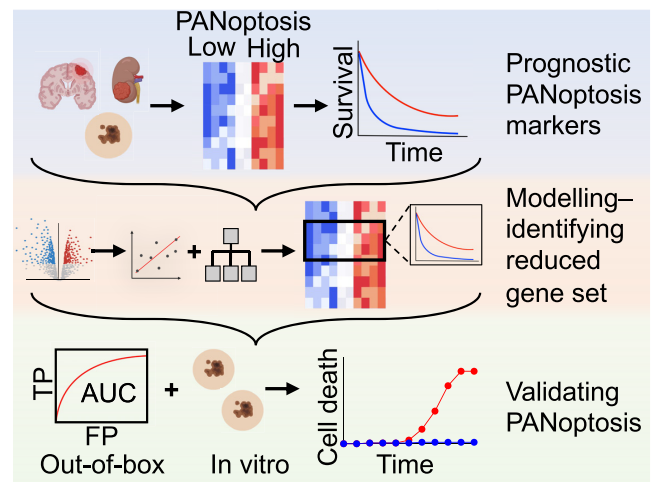 PANoptosis
Low High
Survival
Time
Prognostic
PANoptosis
markers
Modelling–
identifying
reduced
gene set
TP
AUC
FP
Out-of-box
In vitro
Cell death
Time
Validating
PANoptosis